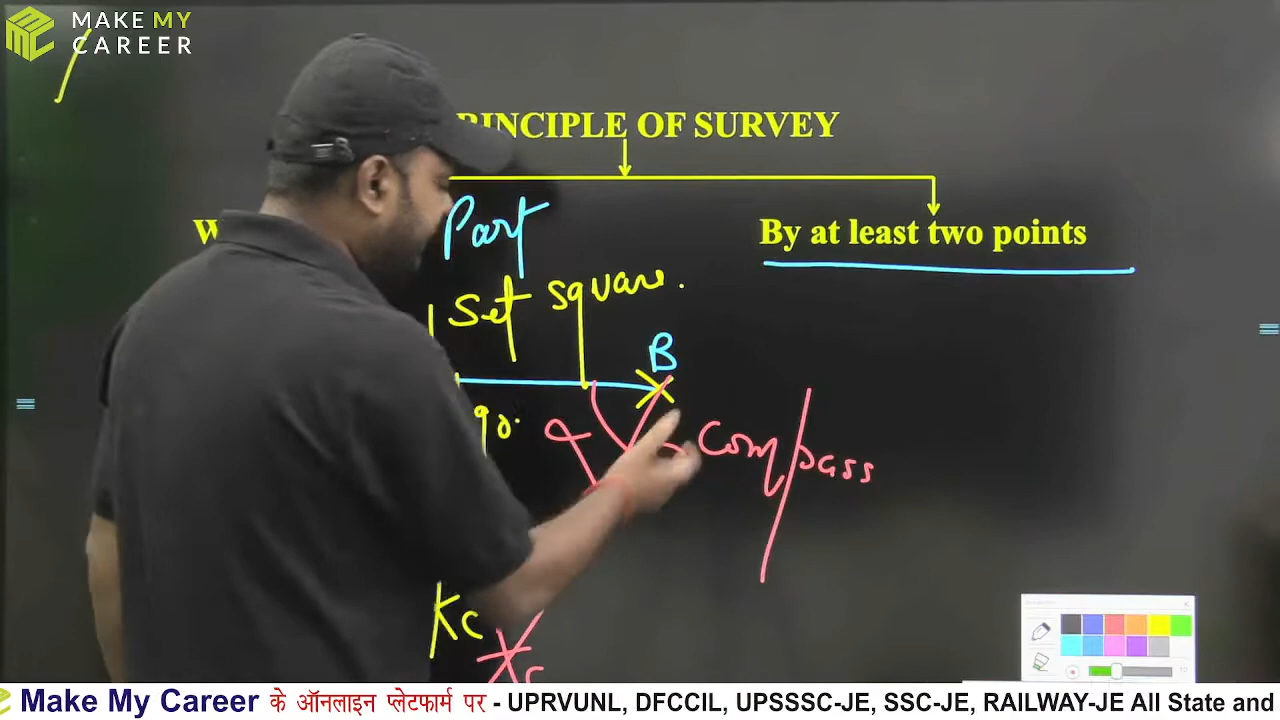 MAKE MY
CAREER
PRINCIPLE OF SURVEY
Part
By at least two points
Set square.
B
90.
Compass
Kc
Make My Career के ऑनलाइन प्लेटफार्म पर - UPRVUNL, DFCCIL, UPSSSC-JE, SSC-JE, RAILWAY-JE All State and